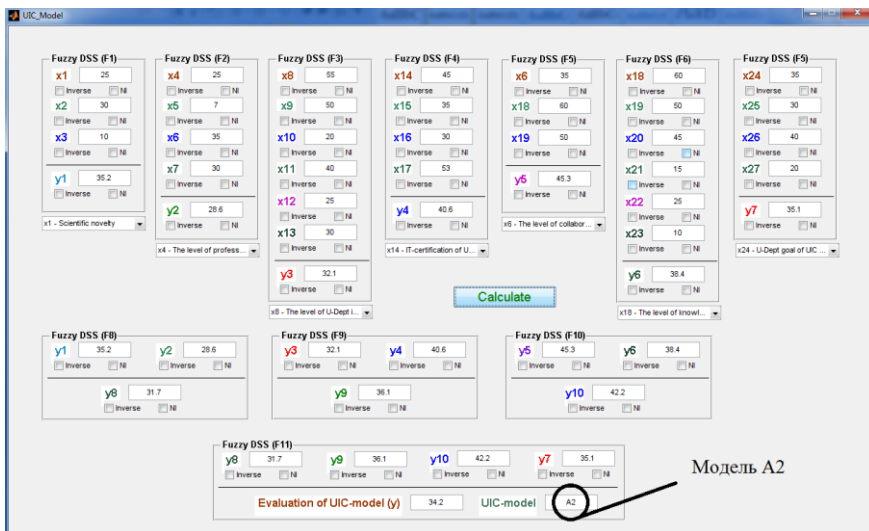 UIC_Model
Fuzzy DSS (F1)
x1 25
Inverse NI
x2 30
Inverse NI
x3 10
Inverse NI
y1 35.2
Inverse NI
x1 - Scientific novelty
Fuzzy DSS (F2)
x4 25
Inverse NI
x5 7
Inverse NI
x6 35
Inverse NI
x7 30
Inverse NI
y2 28.6
Inverse NI
x4 - The level of profess...
Fuzzy DSS (F3)
x8 55
Inverse NI
x9 50
Inverse NI
x10 20
Inverse NI
x11 40
Inverse NI
x12 25
Inverse NI
x13 30
Inverse NI
y3 32.1
Inverse NI
x8 - The level of U-Dept i...
Fuzzy DSS (F4)
x14 45
Inverse NI
x15 35
Inverse NI
x16 30
Inverse NI
x17 53
Inverse NI
y4 40.6
Inverse NI
x14 - IT-certification of U...
Fuzzy DSS (F5)
x6 35
Inverse NI
x18 60
Inverse NI
x19 50
Inverse NI
y5 45.3
Inverse NI
x6 - The level of collabor...
Fuzzy DSS (F6)
x18 60
Inverse NI
x19 50
Inverse NI
x20 45
Inverse NI
x21 15
Inverse NI
x22 25
Inverse NI
x23 10
Inverse NI
y6 38.4
Inverse NI
x18 - The level of knowl...
Fuzzy DSS (F5)
x24 35
Inverse NI
x25 30
Inverse NI
x26 40
Inverse NI
x27 20
Inverse NI
y7 35.1
Inverse NI
x24 - U-Dept goal of UIC ...
Calculate
Fuzzy DSS (F8)
y1 35.2 y2 28.6
Inverse NI Inverse NI
y8 31.7
Inverse NI
Fuzzy DSS (F9)
y3 32.1 y4 40.6
Inverse NI Inverse NI
y9 36.1
Inverse NI
Fuzzy DSS (F10)
y5 45.3 y6 38.4
Inverse NI Inverse NI
y10 42.2
Inverse NI
Fuzzy DSS (F11)
y8 31.7 y9 36.1 y10 42.2 y7 35.1
Inverse NI Inverse NI Inverse NI Inverse NI
Evaluation of UIC-model (y) 34.2 UIC-model A2
Модель А2